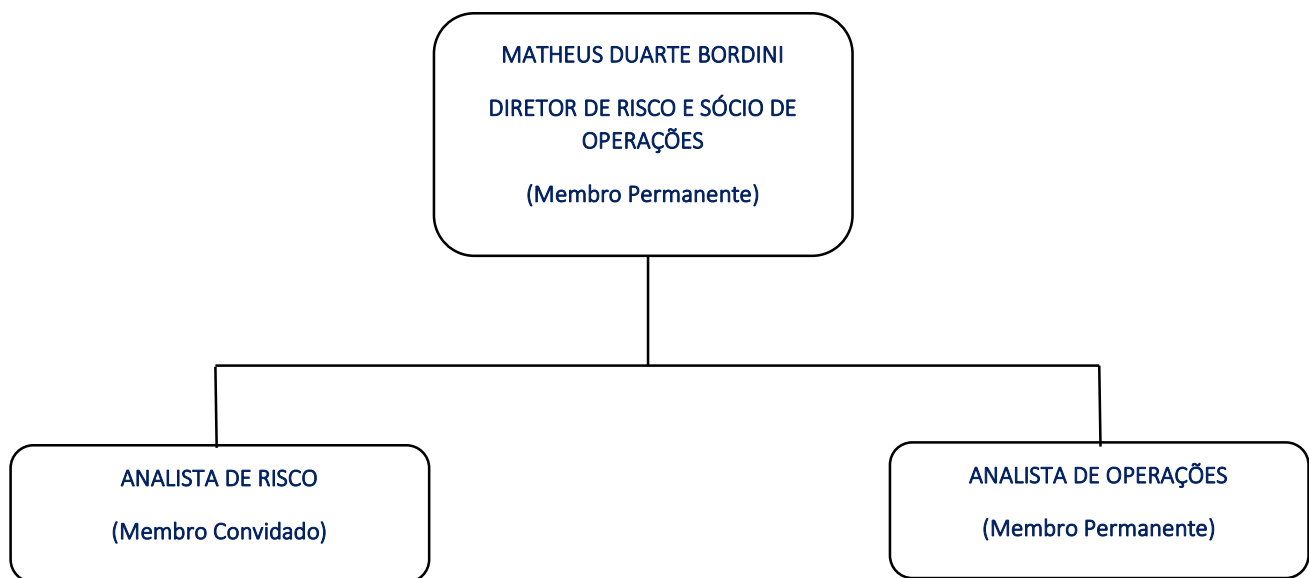 MATHEUS DUARTE BORDINI
DIRETOR DE RISCO E SÓCIO DE
OPERAÇÕES
(Membro Permanente)
ANALISTA DE RISCO
(Membro Convidado)
ANALISTA DE OPERAÇÕES
(Membro Permanente)